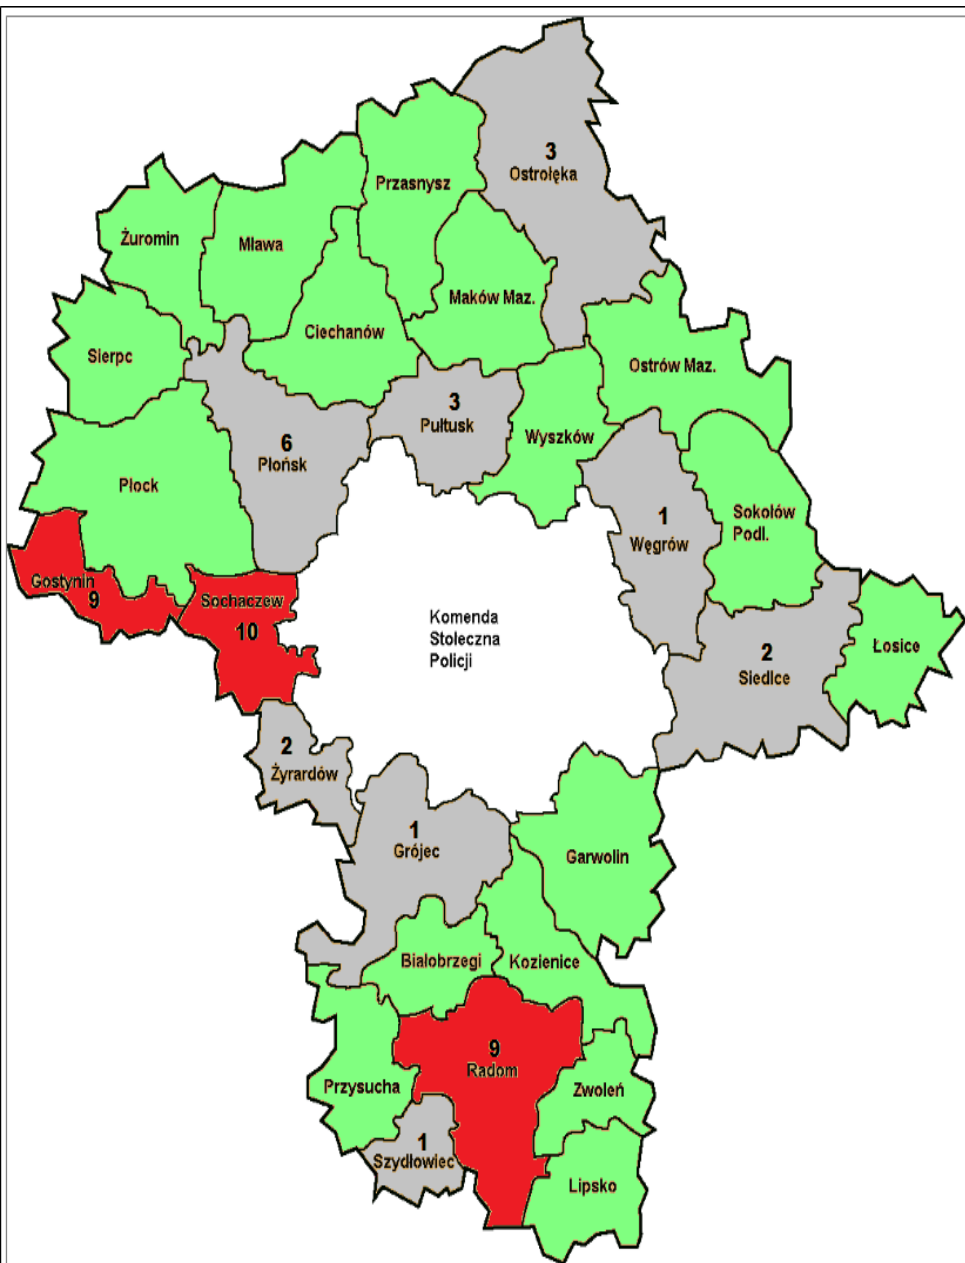 3
Ostrołęka
Przasnysz
Żuromin
Mława
Maków Maz.
Ciechanów
Sierpc
Ostrów Maz.
3
Pułtusk
Wyszków
6
Płońsk
Płock
Sokołów
Podl.
1
Węgrów
Gostynin
9
Sochaczew
10
Komenda
Stołeczna
Policji
Łosice
2
Siedlce
2
Żyrardów
1
Grójec
Garwolin
Białobrzegi
Kozienice
9
Radom
Przysucha
Zwoleń
1
Szydłowiec
Lipsko